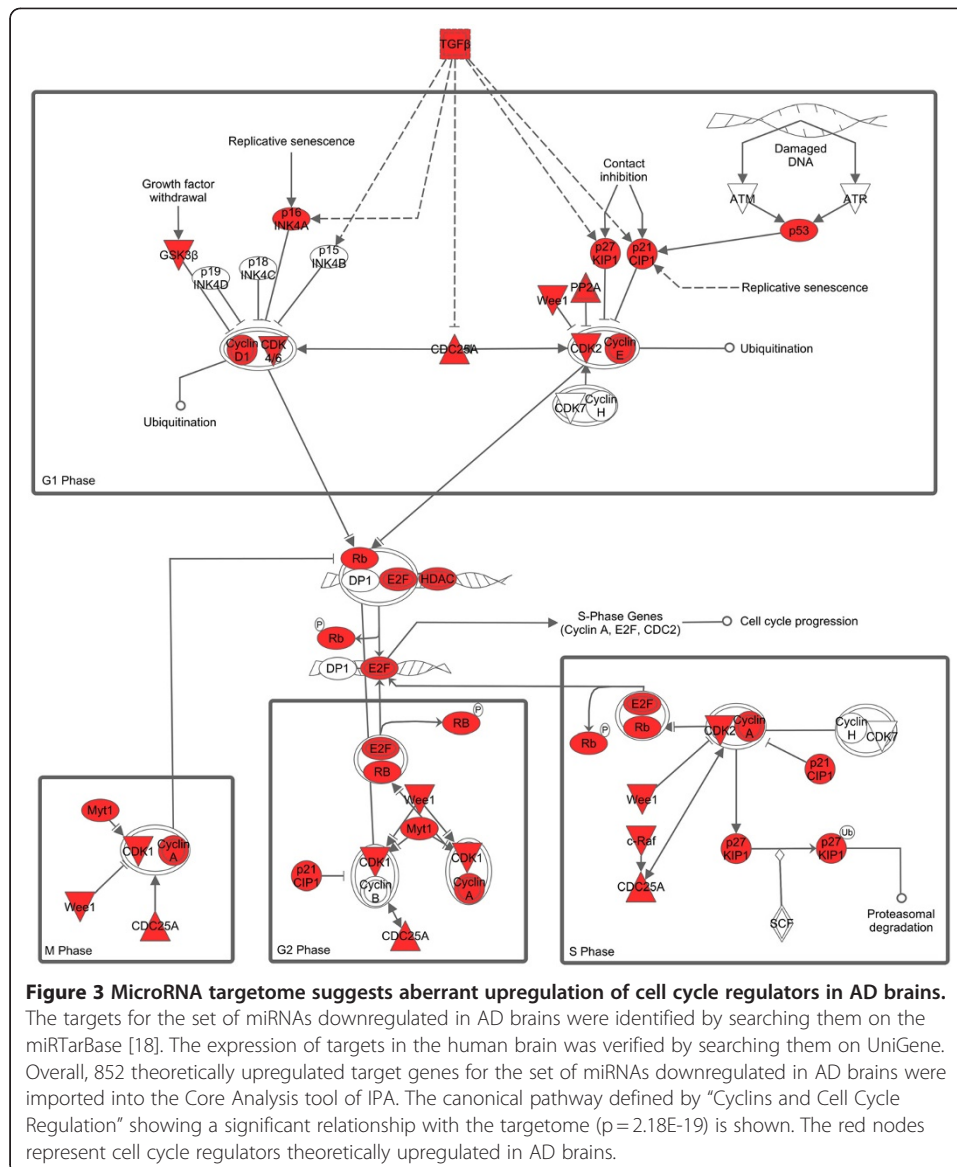 TGFβ
Replicative senescence
Growth factor
withdrawal
Contact
inhibition
Damaged
DNA
ATM
ATR
p16
INK4A
GSK3β
p19
INK4D
p18
INK4C
p15
INK4B
p27
KIP1
p21
CIP1
p53
Wee1
PP2A
Replicative senescence
Cyclin
D1
CDK
4/6
CDC25A
CDK2
Cyclin
E
Ubiquitination
CDK7
Cyclin
H
Ubiquitination
G1 Phase
Rb
DP1
E2F
HDAC
P
Rb
S-Phase Genes
(Cyclin A, E2F, CDC2)
Cell cycle progression
DP1
E2F
Myt1
CDK1
Cyclin
A
Wee1
CDC25A
M Phase
E2F
RB
P
RB
Wee1
Myt1
p21
CIP1
CDK1
Cyclin
B
CDK1
Cyclin
A
CDC25A
G2 Phase
E2F
Rb
P
Rb
CDK2
Cyclin
A
Cyclin
H
CDK7
p21
CIP1
Wee1
c-Raf
CDC25A
p27
KIP1
p27
KIP1
Ub
SCF
Proteasomal
degradation
S Phase
Figure 3 MicroRNA targetome suggests aberrant upregulation of cell cycle regulators in AD brains.
The targets for the set of miRNAs downregulated in AD brains were identified by searching them on the
miRTarBase [18]. The expression of targets in the human brain was verified by searching them on UniGene.
Overall, 852 theoretically upregulated target genes for the set of miRNAs downregulated in AD brains were
imported into the Core Analysis tool of IPA. The canonical pathway defined by “Cyclins and Cell Cycle
Regulation” showing a significant relationship with the targetome (p = 2.18E-19) is shown. The red nodes
represent cell cycle regulators theoretically upregulated in AD brains.